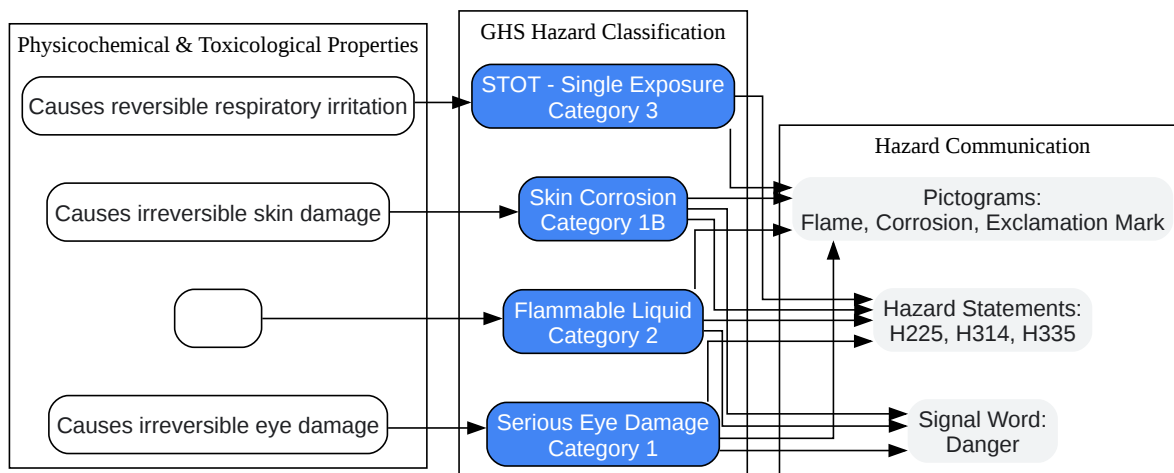 Physicochemical & Toxicological Properties
Causes reversible respiratory irritation
Causes irreversible skin damage
Causes irreversible eye damage
GHS Hazard Classification
STOT - Single Exposure
Category 3
Skin Corrosion
Category 1B
Flammable Liquid
Category 2
Serious Eye Damage
Category 1
Hazard Communication
Pictograms:
Flame, Corrosion, Exclamation Mark
Hazard Statements:
H225, H314, H335
Signal Word:
Danger